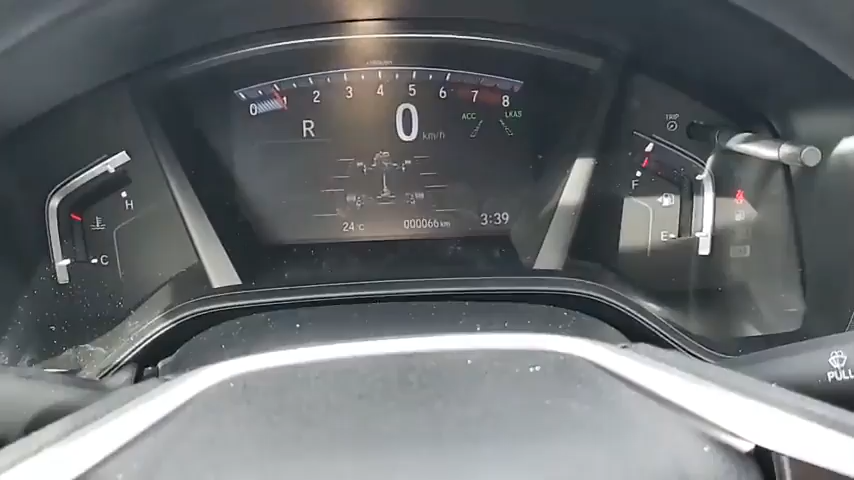 0 1 2 3 4 5 6 7 8
R
0 km/h
ACC LKAS
TRIP
H
C
F
E
24°C
000066 km
3:39
PULL